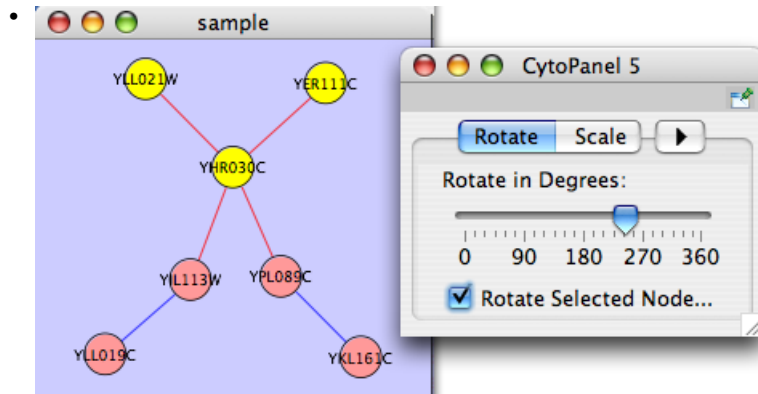 sample
YLL021W
YER111C
YHR030C
YIL113W
YPL089C
YLL019C
YKL161C
CytoPanel 5
Rotate Scale
Rotate in Degrees:
0 90 180 270 360
Rotate Selected Node...